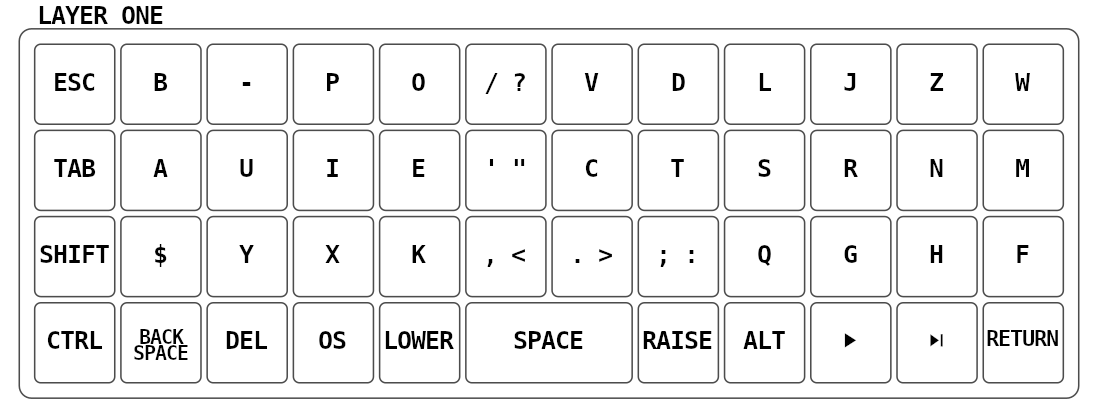 LAYER ONE
ESC B - P O / ? V D L J Z W
TAB A U I E ' " C T S R N M
SHIFT $ Y X K , < . > ; : Q G H F
CTRL BACK SPACE DEL OS LOWER SPACE RAISE ALT ▶ ⏯ RETURN